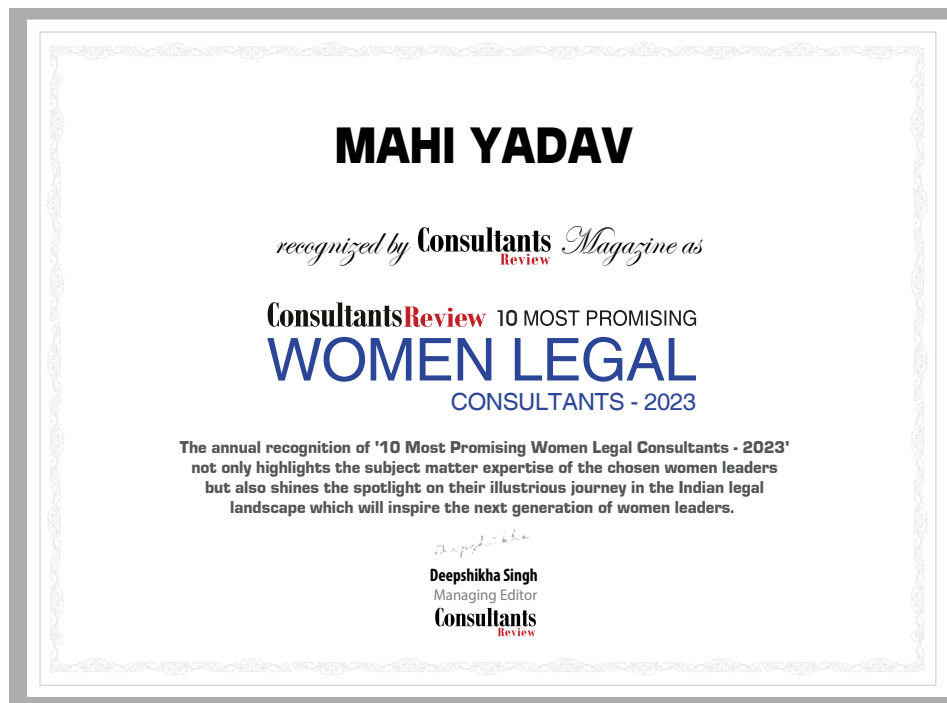 MAHI YADAV
recognized by Consultants Review Magazine as
ConsultantsReview 10 MOST PROMISING
WOMEN LEGAL
CONSULTANTS - 2023
The annual recognition of '10 Most Promising Women Legal Consultants - 2023'
not only highlights the subject matter expertise of the chosen women leaders
but also shines the spotlight on their illustrious journey in the Indian legal
landscape which will inspire the next generation of women leaders.
Deepshikha
Deepshikha Singh
Managing Editor
Consultants
Review